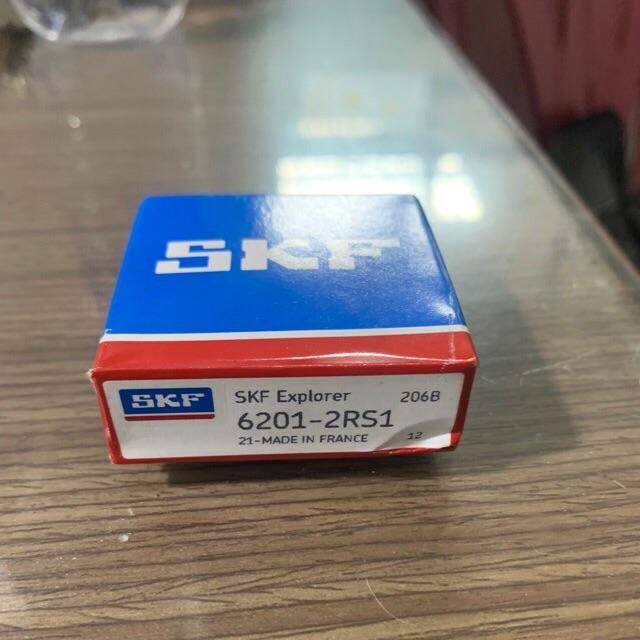 SKF
SKF
SKF Explorer 206B
6201-2RS1
21-MADE IN FRANCE 12